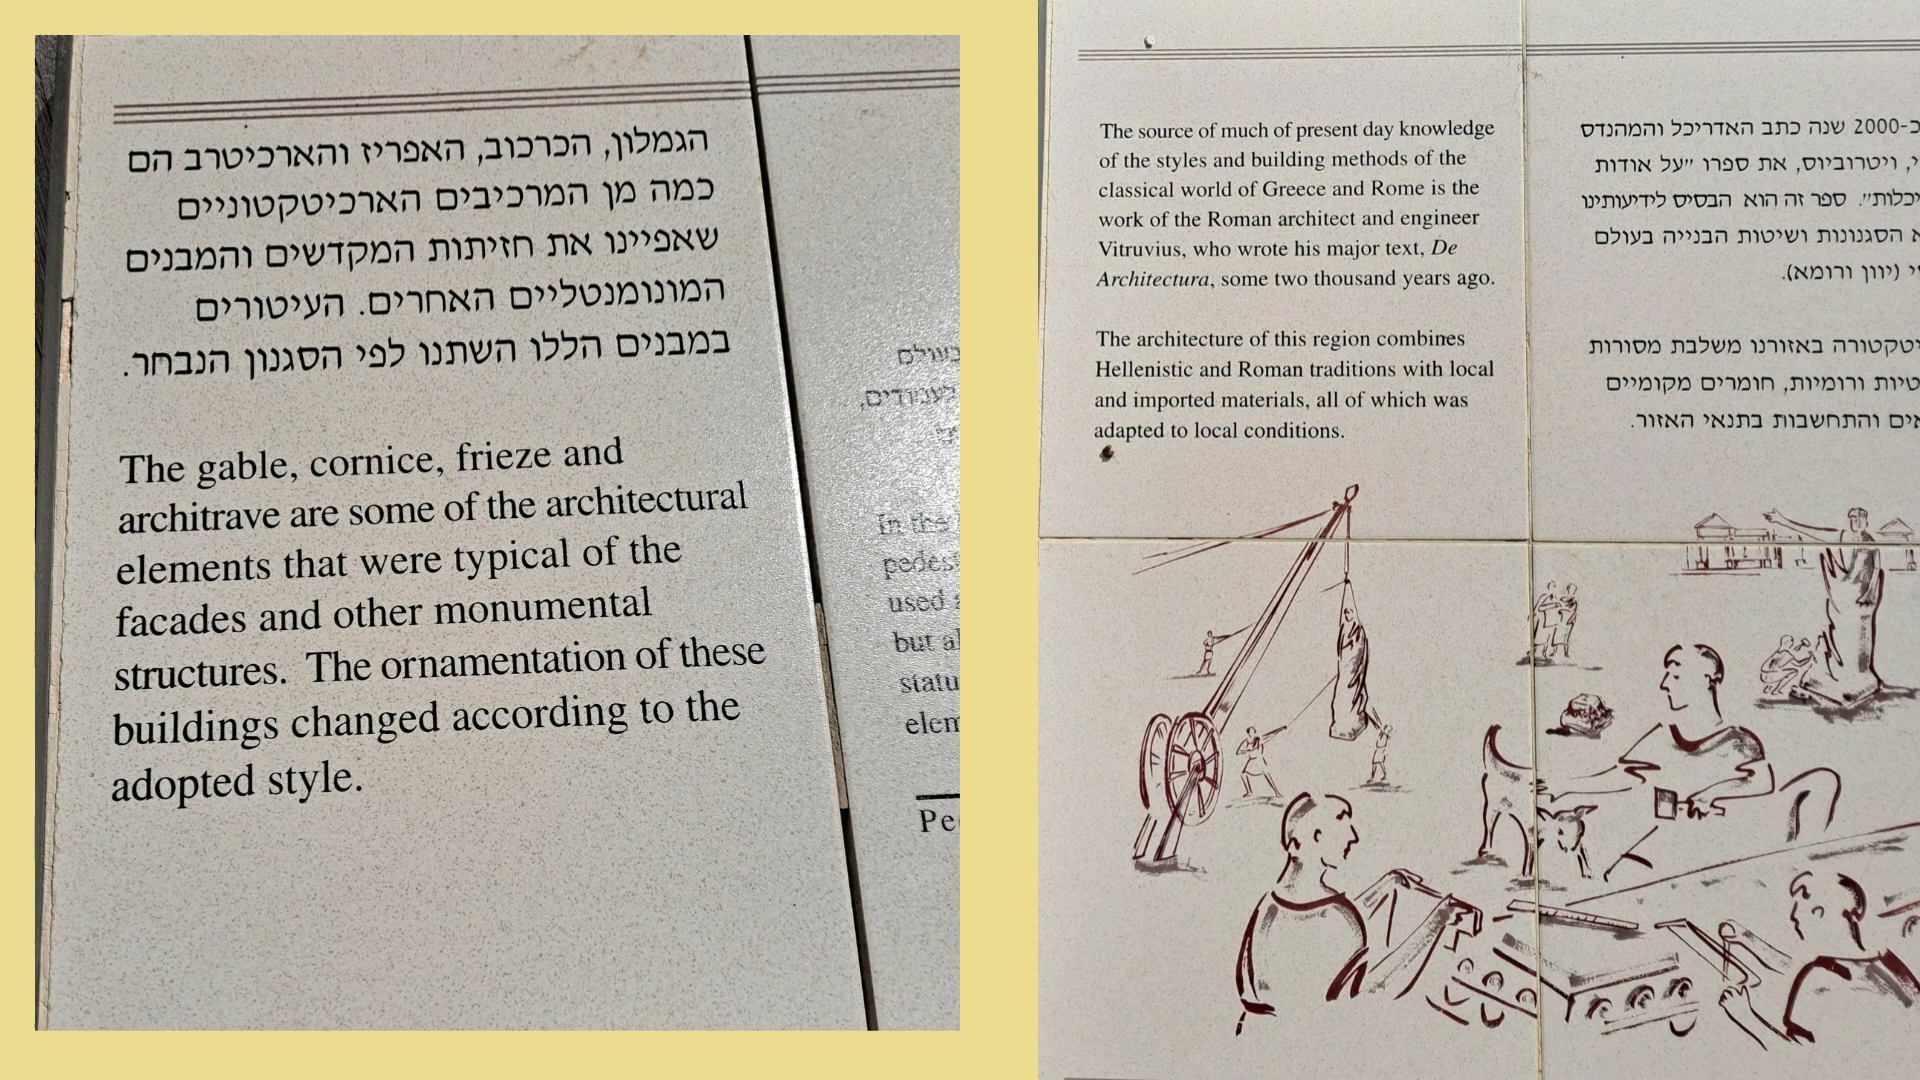 הגמלון, הכרכוב, האפריז והארכיטרב הם
כמה מן המרכיבים הארכיטקטוניים
שאפיינו את חזיתות המקדשים והמבנים
המונומנטליים האחרים. העיטורים
במבנים הללו השתנו לפי הסגנון הנבחר.
The gable, cornice, frieze and
architrave are some of the architectural
elements that were typical of the
facades and other monumental
structures. The ornamentation of these
buildings changed according to the
adopted style.
In the
used
but
The source of much of present day knowledge
of the styles and building methods of the
classical world of Greece and Rome is the
work of the Roman architect and engineer
Vitruvius, who wrote his major text, De
Architectura, some two thousand years ago.
The architecture of this region combines
Hellenistic and Roman traditions with local
and imported materials, all of which was
adapted to local conditions.
כ-2000 שנה כתב האדריכל והמהנדס
ויטרוביוס, את ספרו "על אודות
ספר זה הוא הבסיס לידיעותינו
הסגנונות ושיטות הבנייה בעולם
(יוון ורומא).
באזורנו משלבת מסורות
ורומיות, חומרים מקומיים
והתחשבות בתנאי האזור.